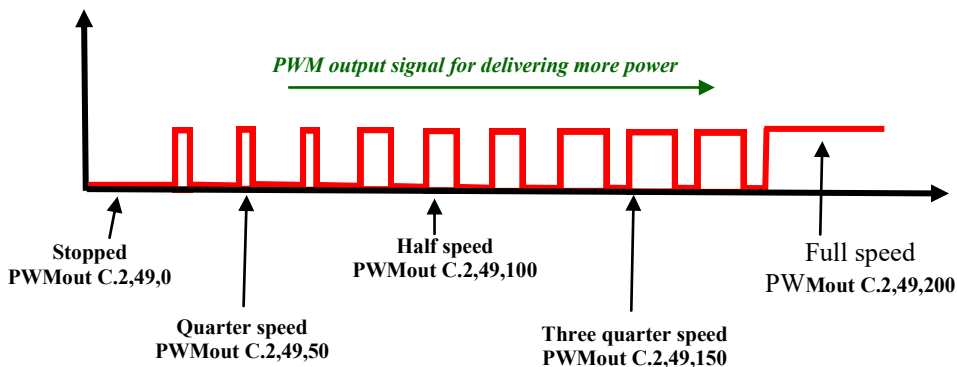 PWM output signal for delivering more power
Stopped
PWMout C.2,49,0
Quarter speed
PWMout C.2,49,50
Half speed
PWMout C.2,49,100
Three quarter speed
PWMout C.2,49,150
Full speed
PWMout C.2,49,200